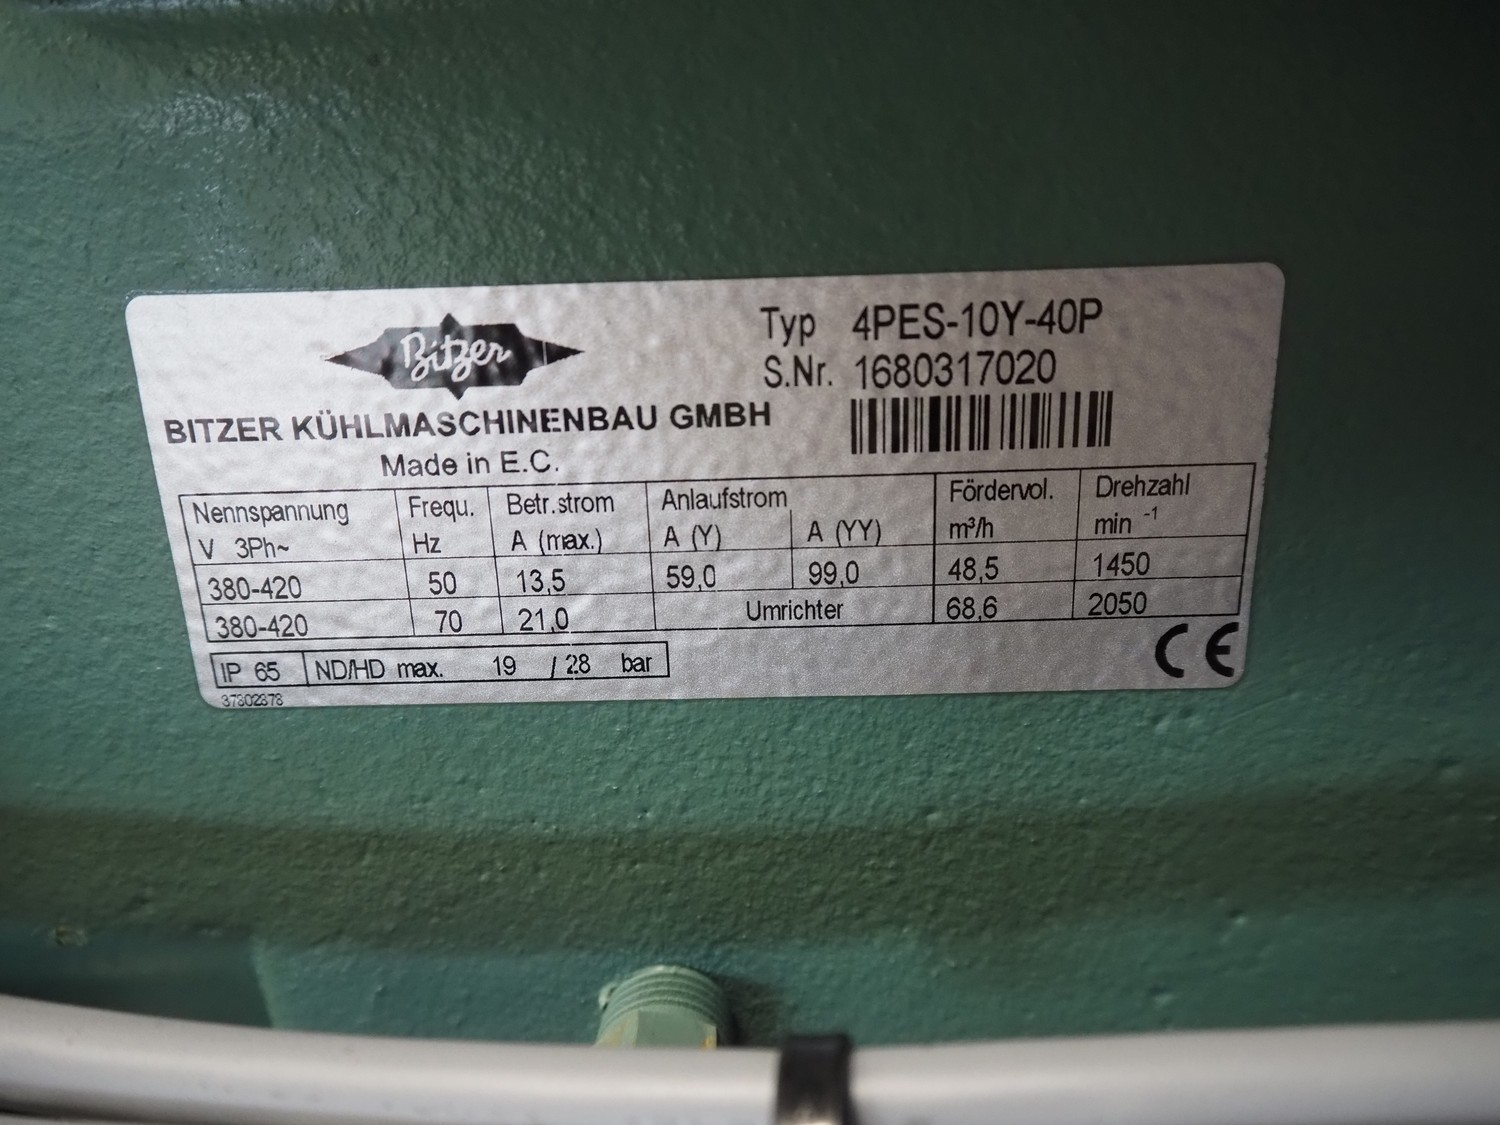 Bitzer
BITZER KÜHLMASCHINENBAU GMBH
Made in E.C.
Typ 4PES-10Y-40P
S.Nr. 1680317020
Nennspannung Frequ. Betr.strom Anlaufstrom Fördervol. Drehzahl
V 3Ph~ Hz A (max.) A (Y) A (YY) m³/h min -1
380-420 50 13,5 59,0 99,0 48,5 1450
380-420 70 21,0 Umrichter 68,6 2050
IP 65 ND/HD max. 19 / 28 bar
37302378
CE